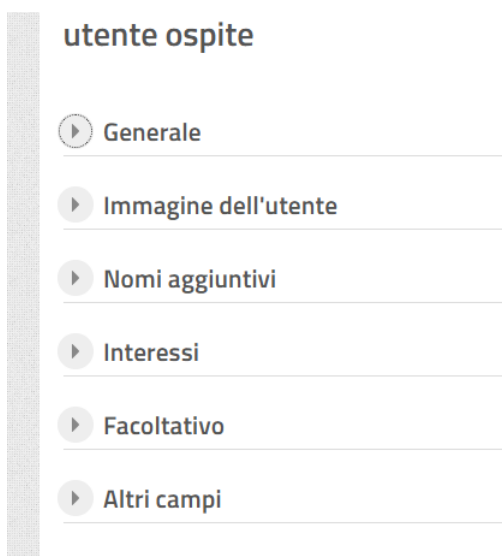 utente ospite
Generale
Immagine dell'utente
Nomi aggiuntivi
Interessi
Facoltativo
Altri campi